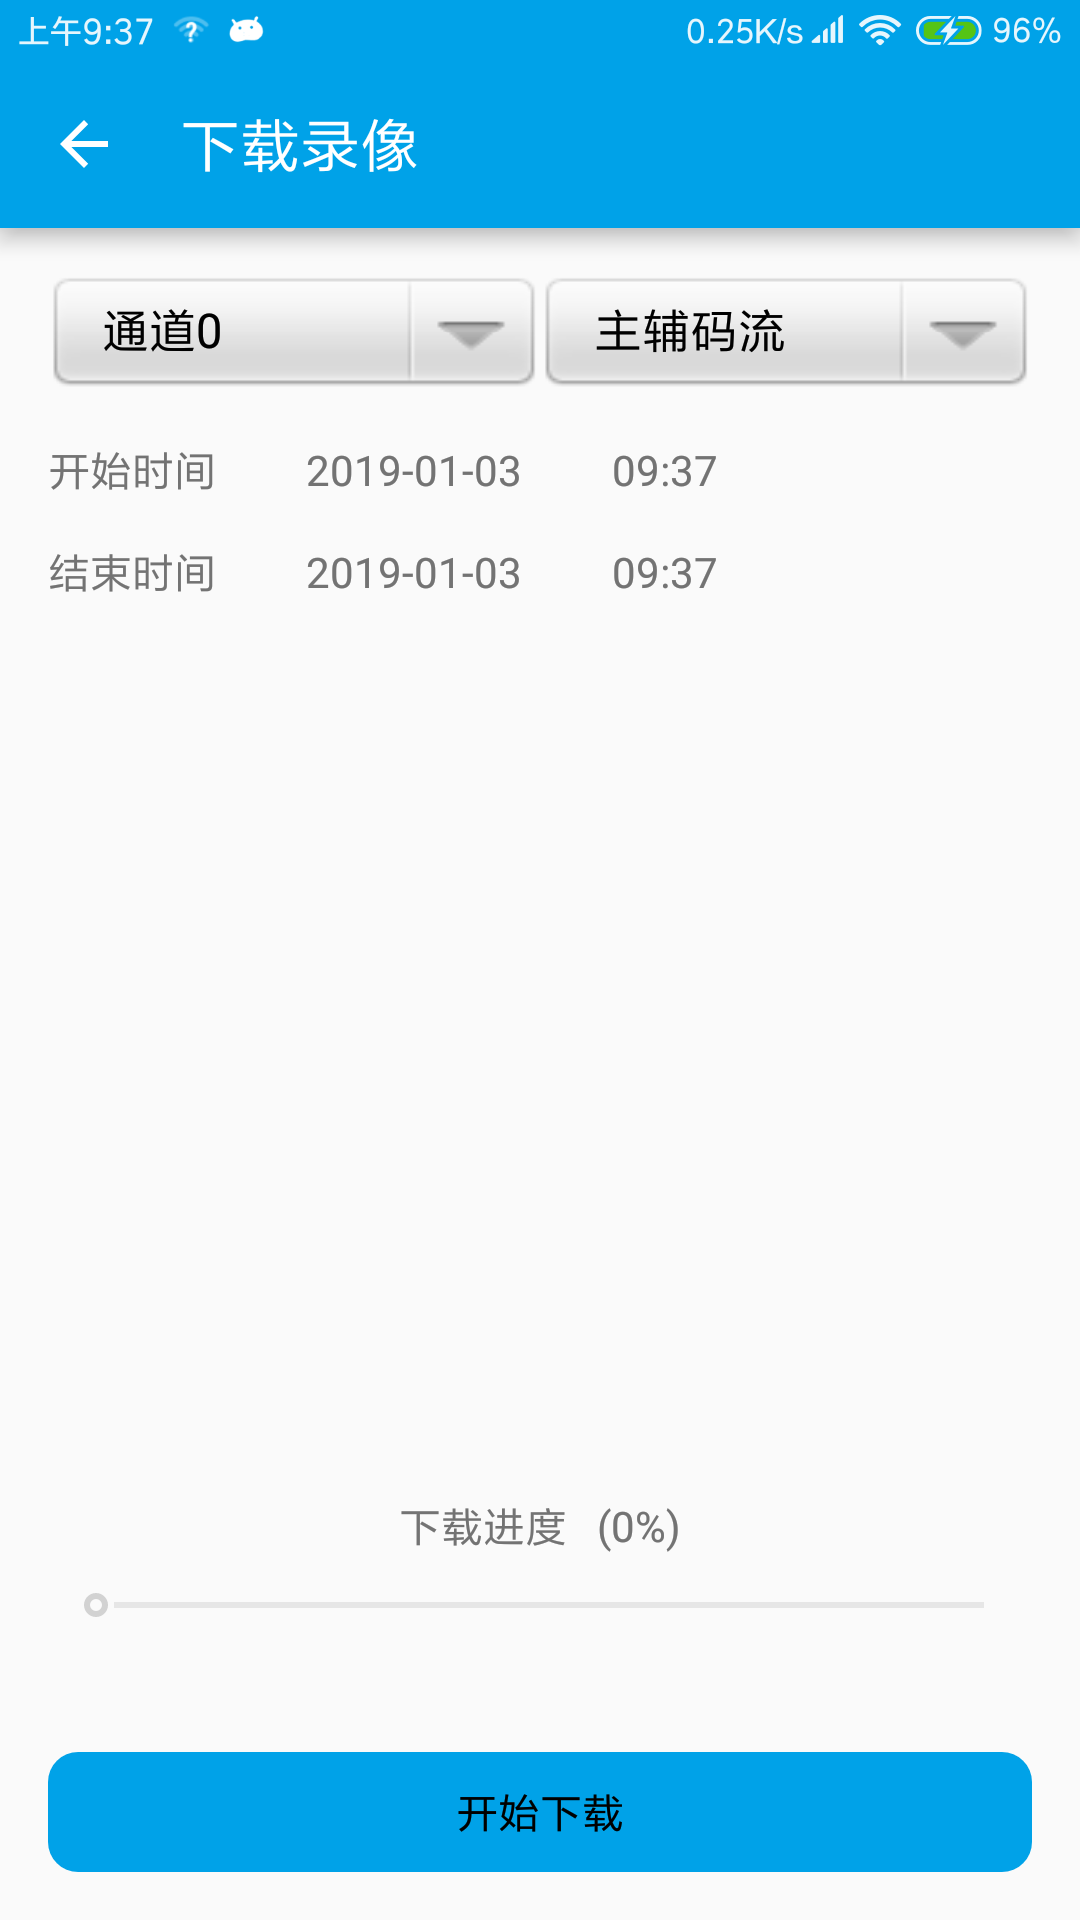 上午9:37 0.25K/s 96%
下载录像
通道0 主辅码流
开始时间 2019-01-03 09:37
结束时间 2019-01-03 09:37
下载进度 (0%)
开始下载